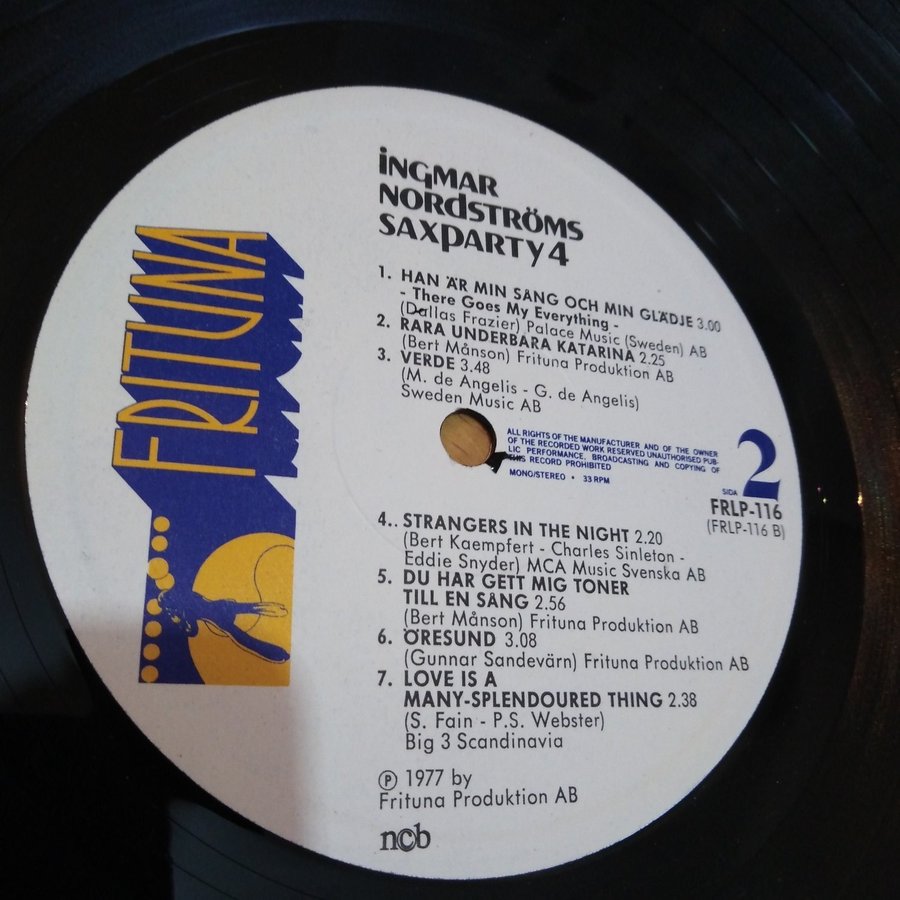 FRITUNA
iNGMAR
NORdSTRÖMS
SAXPARTY 4
1. HAN ÄR MIN SÅNG OCH MIN GLÄDJE 3.00
- There Goes My Everything -
(Dallas Frazier) Palace Music (Sweden) AB
2. RARA UNDERBARA KATARINA 2.25
(Bert Månson) Frituna Produktion AB
3. VERDE 3.48
(M. de Angelis - G. de Angelis)
Sweden Music AB
ALL RIGHTS OF THE MANUFACTURER AND OF THE OWNER
OF THE RECORDED WORK RESERVED UNAUTHORISED PUB-
LIC PERFORMANCE, BROADCASTING AND COPYING OF
THIS RECORD PROHIBITED
MONO/STEREO • 33 RPM
SIDA 2
FRLP-116
(FRLP-116 B)
4.. STRANGERS IN THE NIGHT 2.20
(Bert Kaempfert - Charles Sinleton -
Eddie Snyder) MCA Music Svenska AB
5. DU HAR GETT MIG TONER
TILL EN SÅNG 2.56
(Bert Månson) Frituna Produktion AB
6. ÖRESUND 3.08
(Gunnar Sandevärn) Frituna Produktion AB
7. LOVE IS A
MANY-SPLENDOURED THING 2.38
(S. Fain - P.S. Webster)
Big 3 Scandinavia
Ⓟ 1977 by
Frituna Produktion AB
ncb